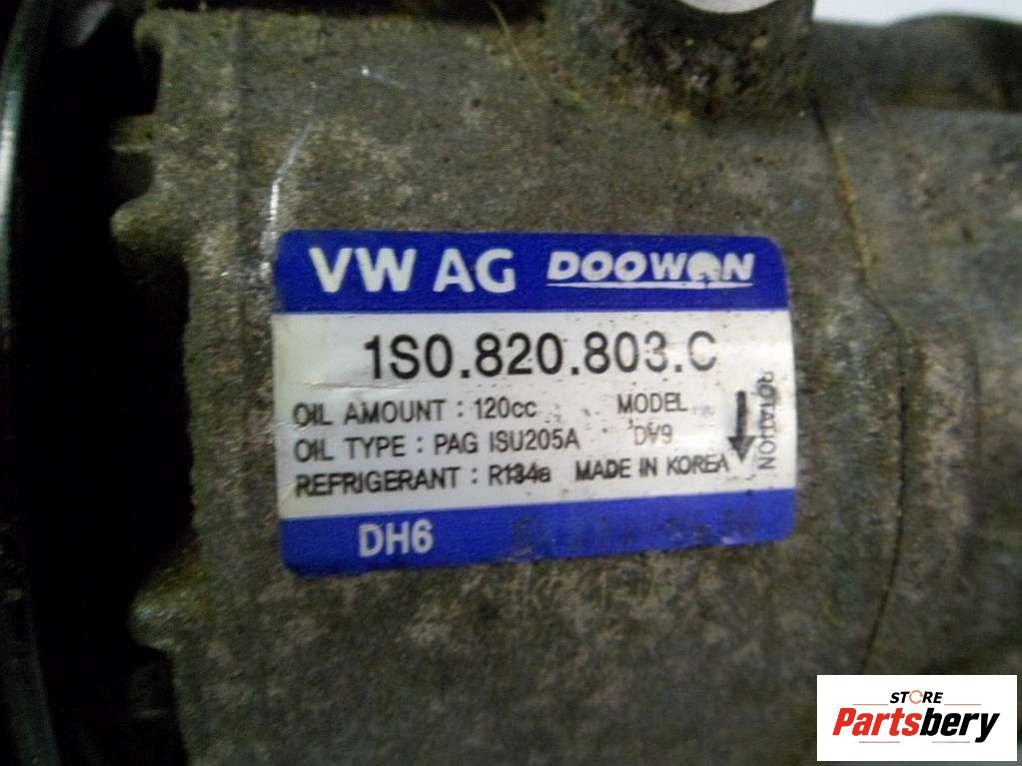 VW AG DOOWON
1S0.820.803.C
OIL AMOUNT : 120cc MODEL
OIL TYPE : PAG ISU205A DV9
REFRIGERANT : R134a MADE IN KOREA
ROTATION
DH6
STORE
Partsbery